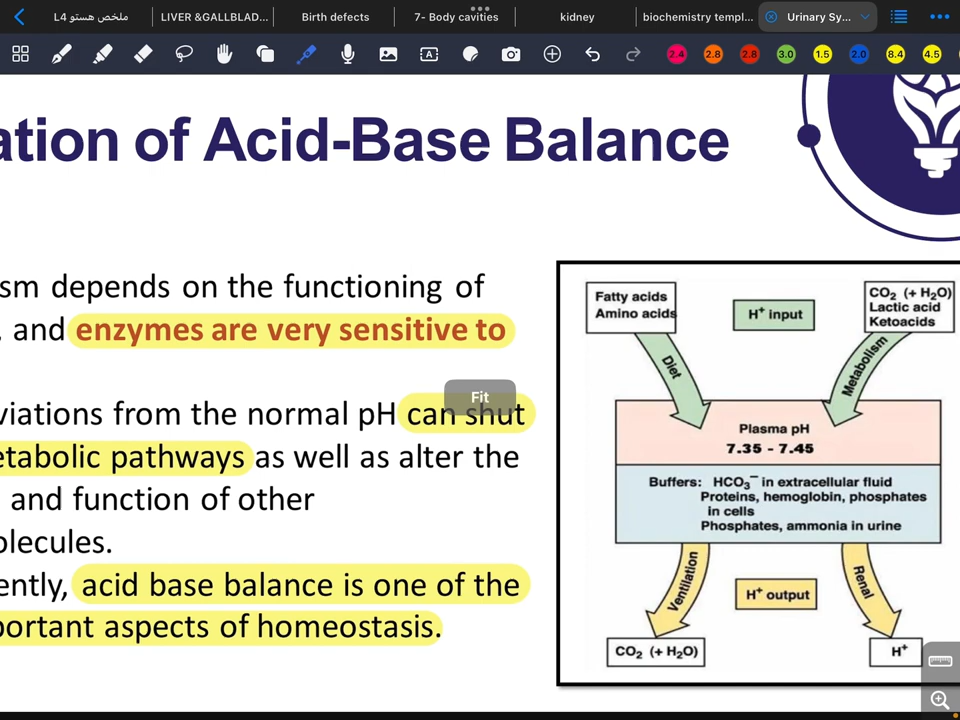 ملخص هستو L4
LIVER &GALLBLAD...
Birth defects
7- Body cavities
kidney
biochemistry templ...
Urinary Sy...
2.4
2.8
2.8
3.0
1.5
2.0
8.4
4.5
ation of Acid-Base Balance
sm depends on the functioning of
, and enzymes are very sensitive to
viations from the normal pH can shut
etabolic pathways as well as alter the
and function of other
olecules.
ently, acid base balance is one of the
portant aspects of homeostasis.
Fit
Fatty acids
Amino acids
H⁺ input
CO₂ (+ H₂O)
Lactic acid
Ketoacids
Diet
Metabolism
Plasma pH
7.35 - 7.45
Buffers: HCO₃⁻ in extracellular fluid
Proteins, hemoglobin, phosphates
in cells
Phosphates, ammonia in urine
Ventilation
H⁺ output
Renal
CO₂ (+ H₂O)
H⁺